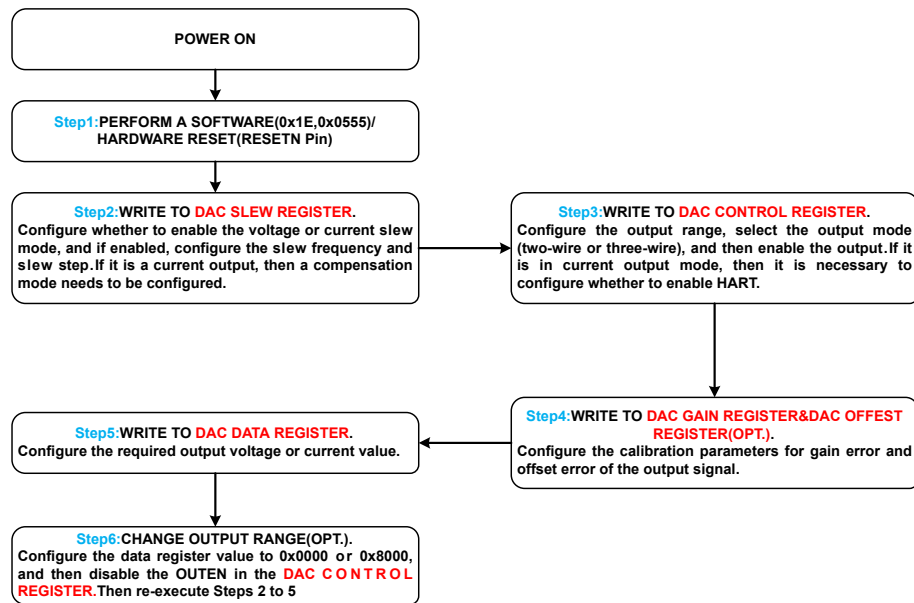 POWER ON
Step1:PERFORM A SOFTWARE(0x1E,0x0555)/
HARDWARE RESET(RESETN Pin)
Step2:WRITE TO DAC SLEW REGISTER.
Configure whether to enable the voltage or current slew
mode, and if enabled, configure the slew frequency and
slew step.If it is a current output, then a compensation
mode needs to be configured.
Step3:WRITE TO DAC CONTROL REGISTER.
Configure the output range, select the output mode
(two-wire or three-wire), and then enable the output.If it
is in current output mode, then it is necessary to
configure whether to enable HART.
Step4:WRITE TO DAC GAIN REGISTER&DAC OFFEST
REGISTER(OPT.).
Configure the calibration parameters for gain error and
offset error of the output signal.
Step5:WRITE TO DAC DATA REGISTER.
Configure the required output voltage or current value.
Step6:CHANGE OUTPUT RANGE(OPT.).
Configure the data register value to 0x0000 or 0x8000,
and then disable the OUTEN in the DAC CONTROL
REGISTER.Then re-execute Steps 2 to 5